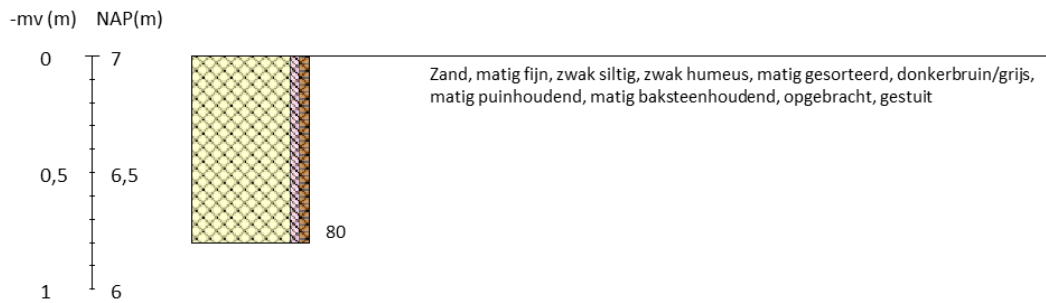 -mv (m) NAP(m)
0 7
Zand, matig fijn, zwak siltig, zwak humeus, matig gesorteerd, donkerbruin/grijs,
matig puinhoudend, matig baksteenhoudend, opgebracht, gestuit
0,5 6,5
80
1 6